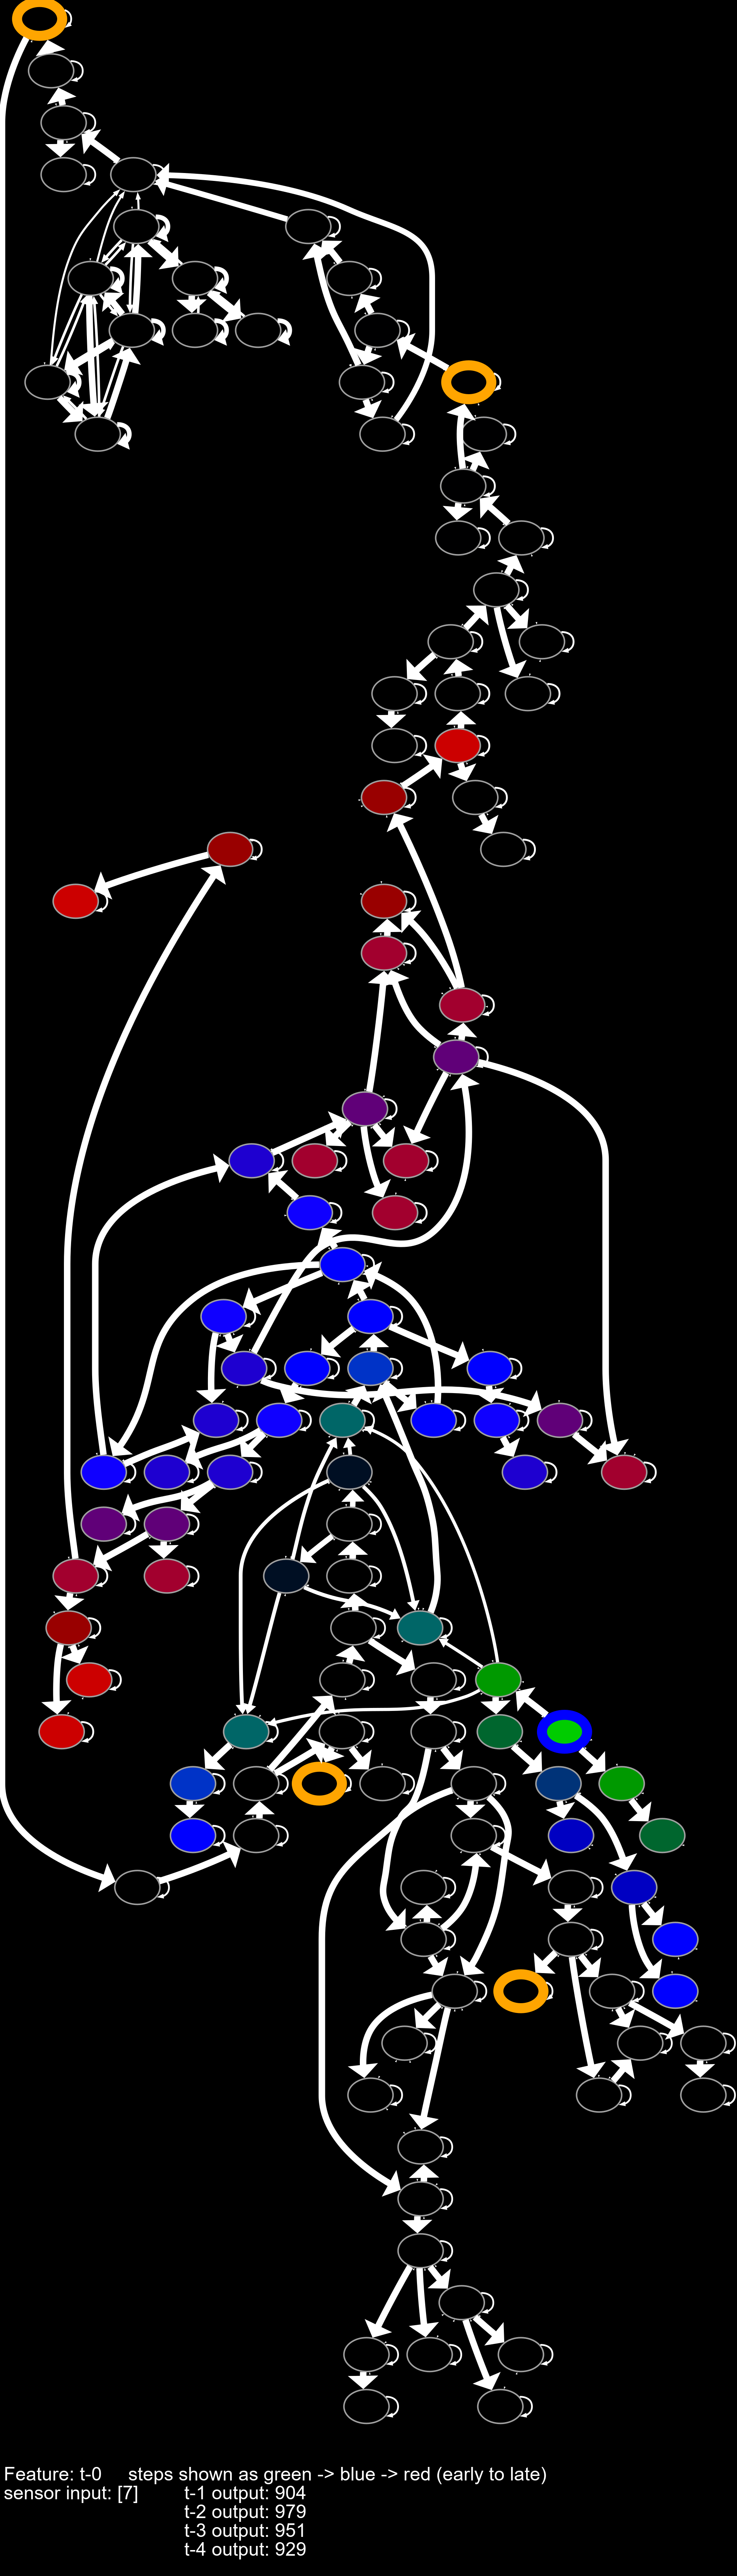 Feature: t-0 steps shown as green -> blue -> red (early to late)
sensor input: [7] t-1 output: 904
t-2 output: 979
t-3 output: 951
t-4 output: 929